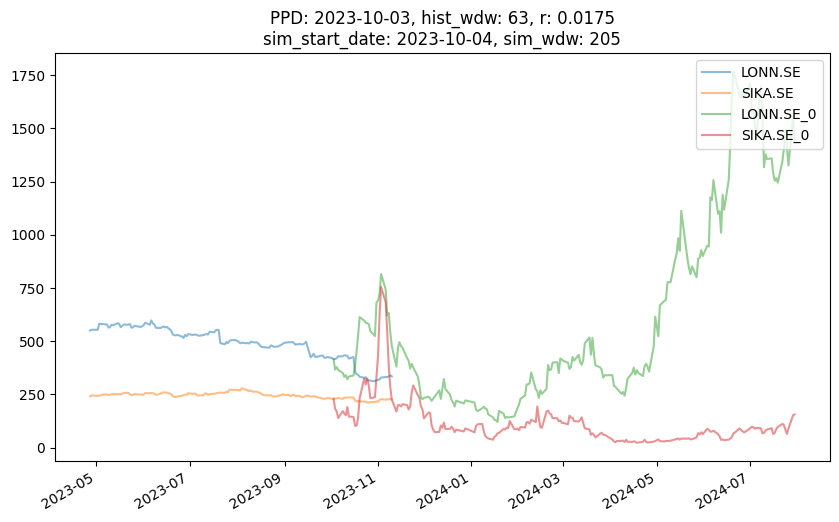 PPD: 2023-10-03, hist_wdw: 63, r: 0.0175
sim_start_date: 2023-10-04, sim_wdw: 205
LONN.SE
SIKA.SE
LONN.SE_0
SIKA.SE_0
1750
1500
1250
1000
750
500
250
0
2023-05
2023-07
2023-09
2023-11
2024-01
2024-03
2024-05
2024-07